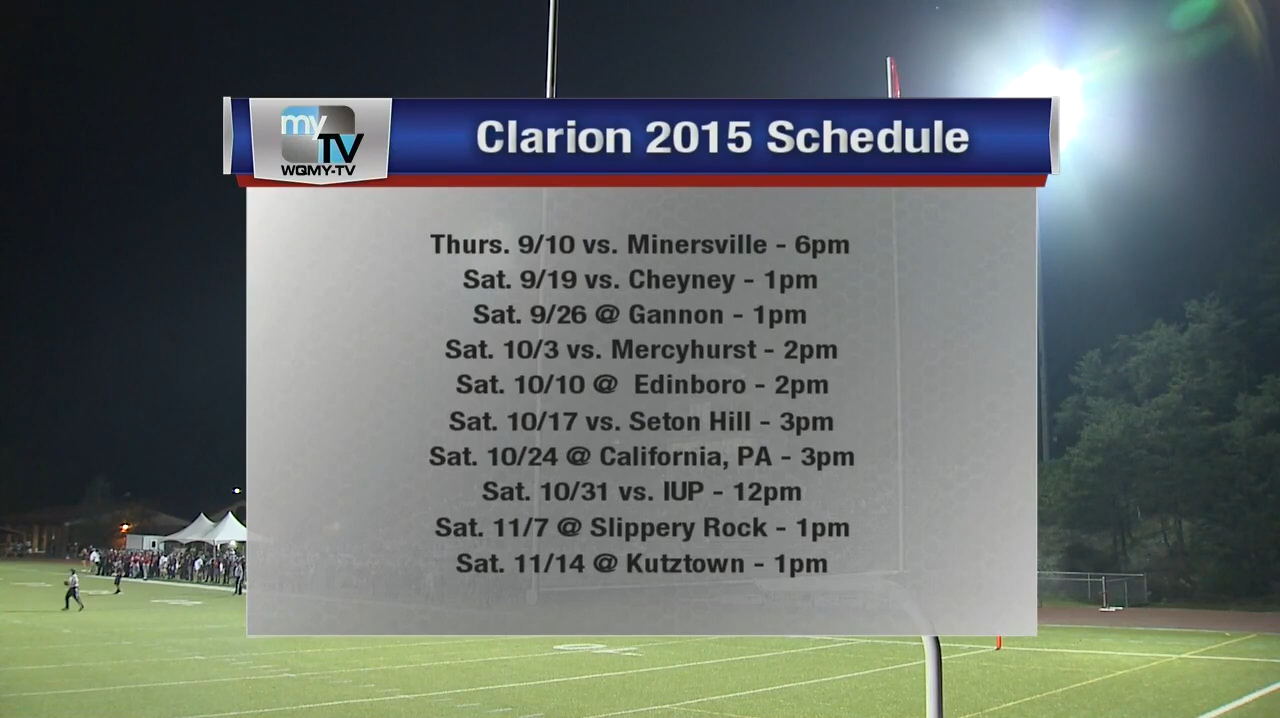 my
TV
WQMY-TV
Clarion 2015 Schedule
Thurs. 9/10 vs. Minersville - 6pm
Sat. 9/19 vs. Cheyney - 1pm
Sat. 9/26 @ Gannon - 1pm
Sat. 10/3 vs. Mercyhurst - 2pm
Sat. 10/10 @ Edinboro - 2pm
Sat. 10/17 vs. Seton Hill - 3pm
Sat. 10/24 @ California, PA - 3pm
Sat. 10/31 vs. IUP - 12pm
Sat. 11/7 @ Slippery Rock - 1pm
Sat. 11/14 @ Kutztown - 1pm